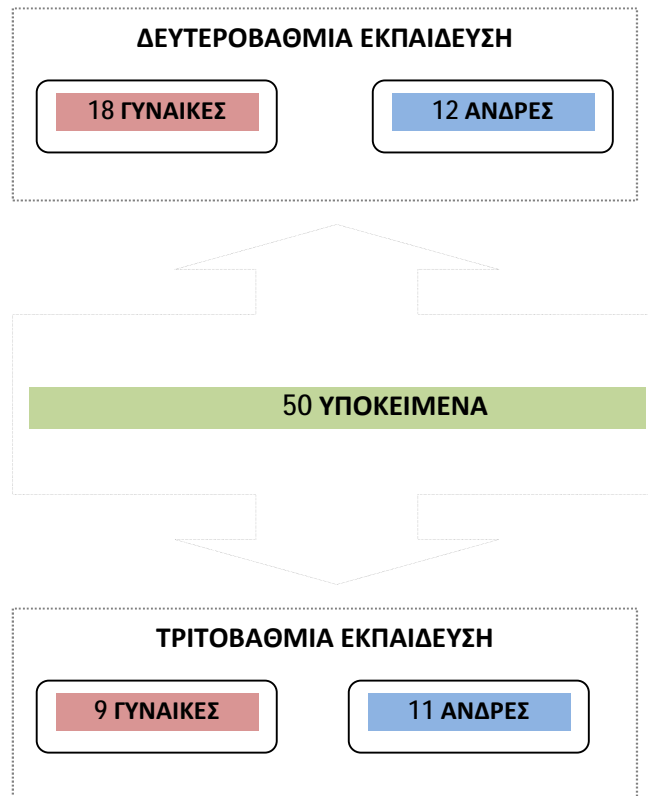 ΔΕΥΤΕΡΟΒΑΘΜΙΑ ΕΚΠΑΙΔΕΥΣΗ
18 ΓΥΝΑΙΚΕΣ
12 ΑΝΔΡΕΣ
50 ΥΠΟΚΕΙΜΕΝΑ
ΤΡΙΤΟΒΑΘΜΙΑ ΕΚΠΑΙΔΕΥΣΗ
9 ΓΥΝΑΙΚΕΣ
11 ΑΝΔΡΕΣ